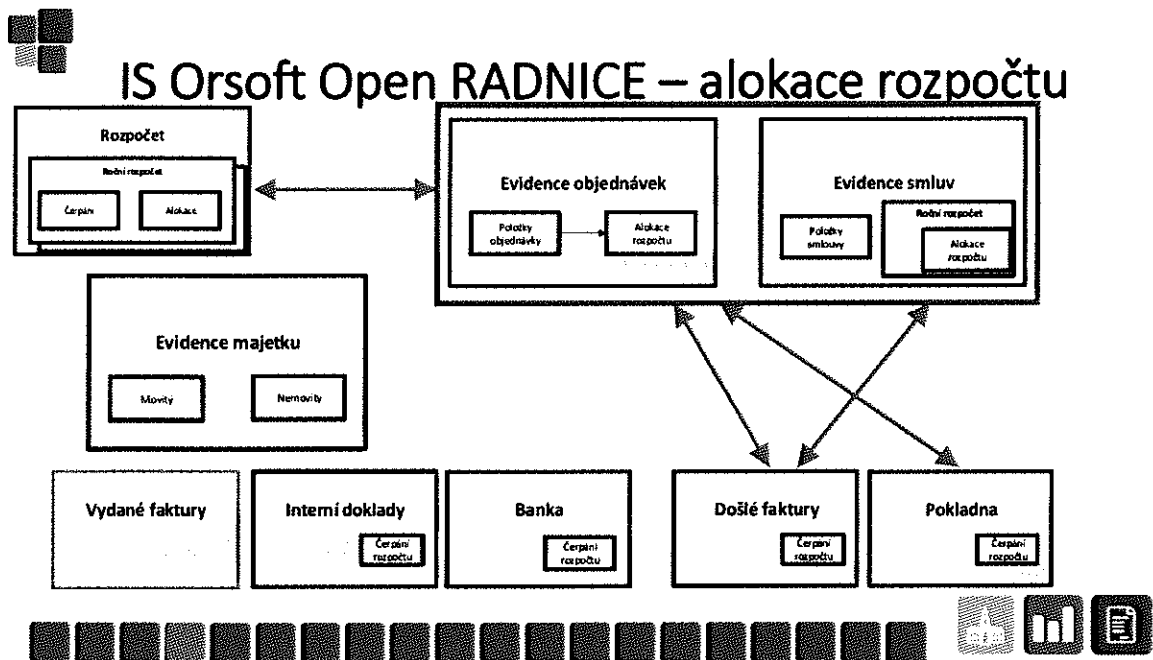 IS Orsoft Open RADNICE – alokace rozpočtu
Rozpočet
Roční rozpočet
Čerpání
Alokace
Evidence objednávek
Položky
objednávky
Alokace
rozpočtu
Evidence smluv
Položky
smlouvy
Roční rozpočet
Alokace
rozpočtu
Evidence majetku
Movitý
Nemovitý
Vydané faktury
Interní doklady
Čerpání
rozpočtu
Banka
Čerpání
rozpočtu
Došlé faktury
Čerpání
rozpočtu
Pokladna
Čerpání
rozpočtu